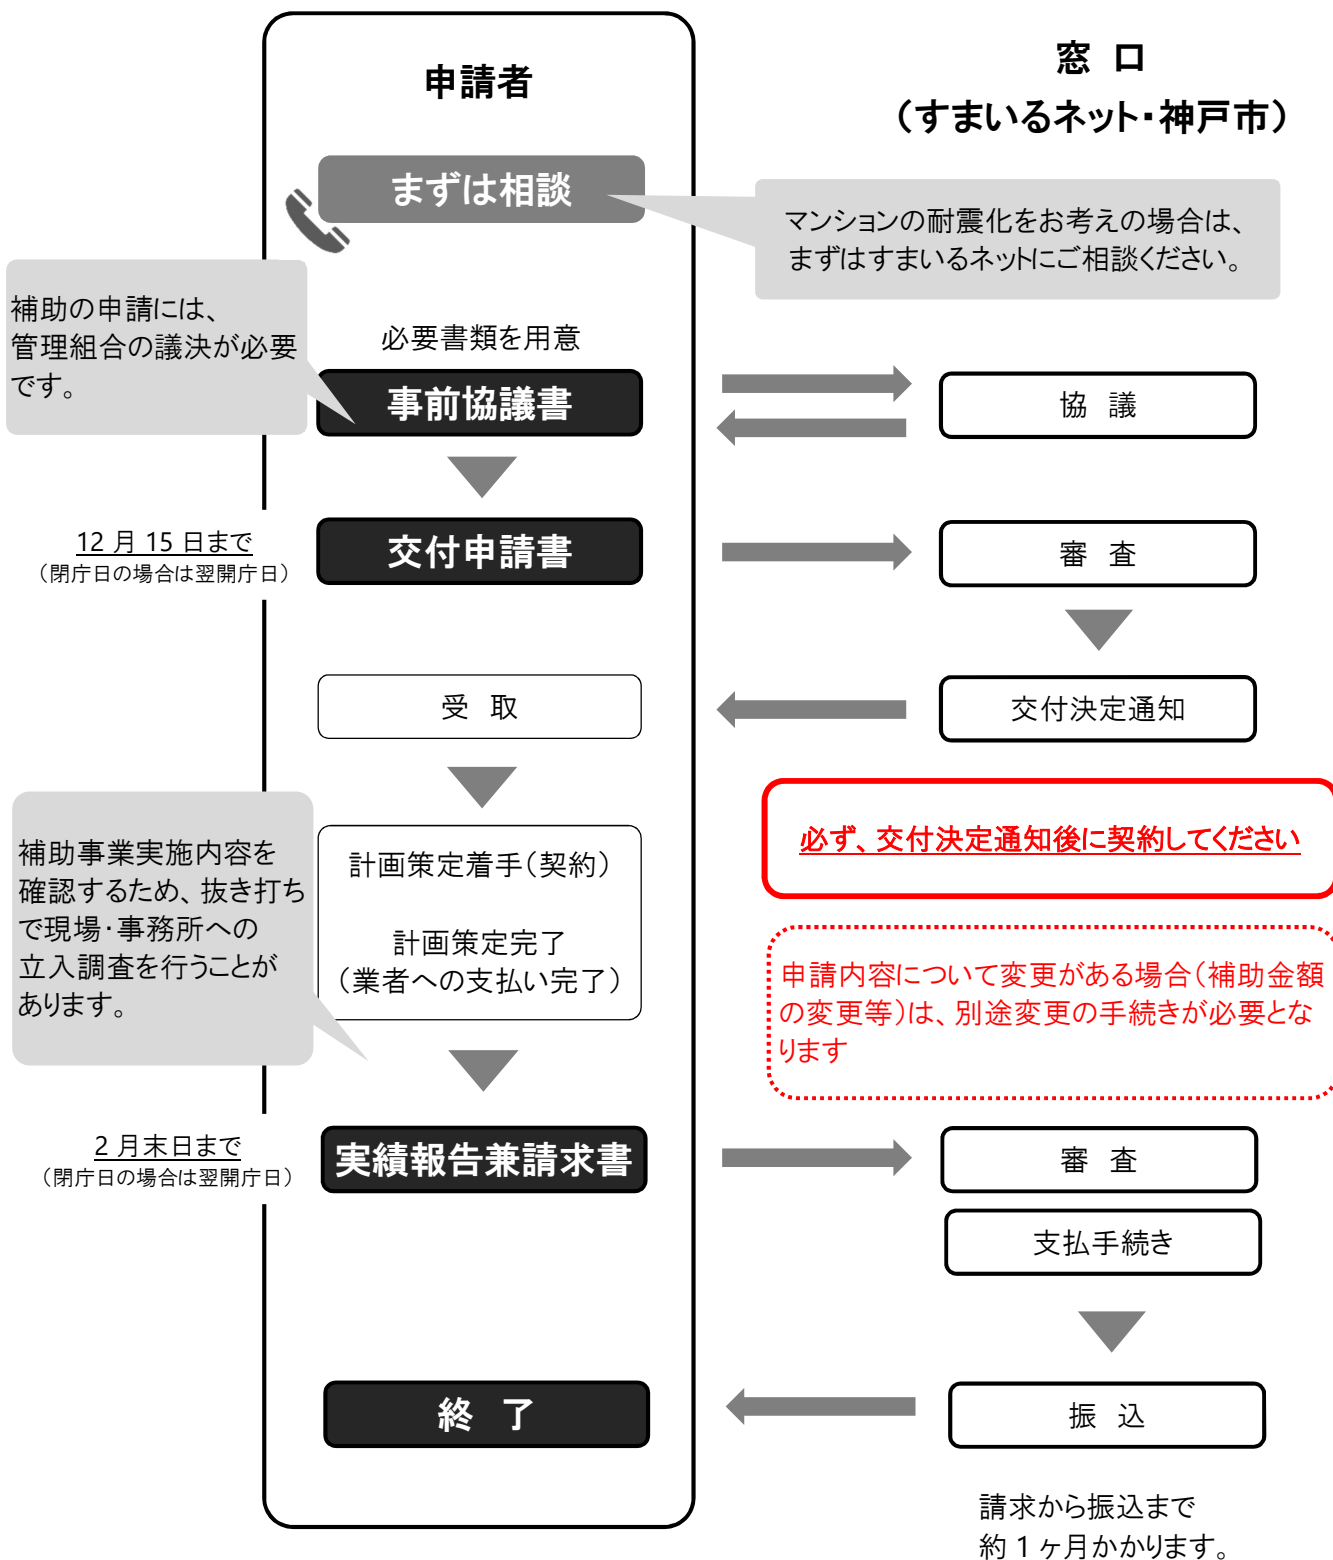 申請者
窓 口
（すまいるネット・神戸市）
まずは相談
マンションの耐震化をお考えの場合は、
まずはすまいるネットにご相談ください。
補助の申請には、
管理組合の議決が必要
です。
必要書類を用意
事前協議書
協 議
12 月 15 日まで
（閉庁日の場合は翌開庁日）
交付申請書
審 査
受 取
交付決定通知
必ず、交付決定通知後に契約してください
補助事業実施内容を
確認するため、抜き打ち
で現場・事務所への
立入調査を行うことが
あります。
計画策定着手（契約）
計画策定完了
（業者への支払い完了）
申請内容について変更がある場合（補助金額
の変更等）は、別途変更の手続きが必要とな
ります
2 月末日まで
（閉庁日の場合は翌開庁日）
実績報告兼請求書
審 査
支払手続き
終 了
振 込
請求から振込まで
約 1 ヶ月かかります。